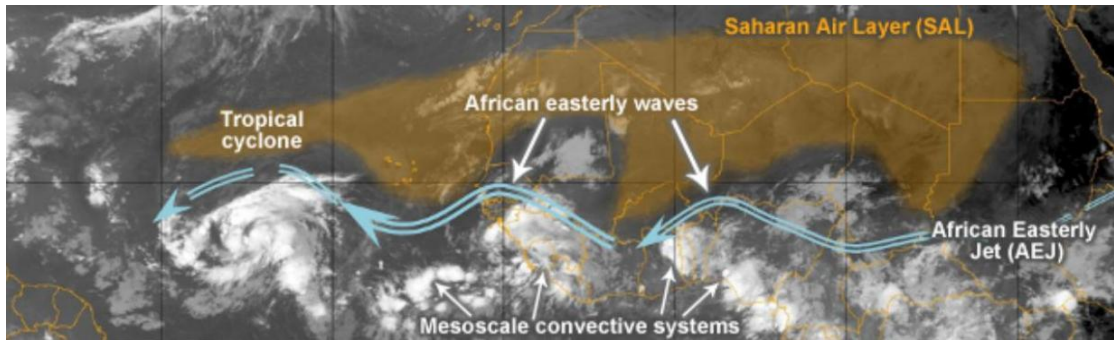 Saharan Air Layer (SAL)
African easterly waves
Tropical
cyclone
African Easterly
Jet (AEJ)
Mesoscale convective systems